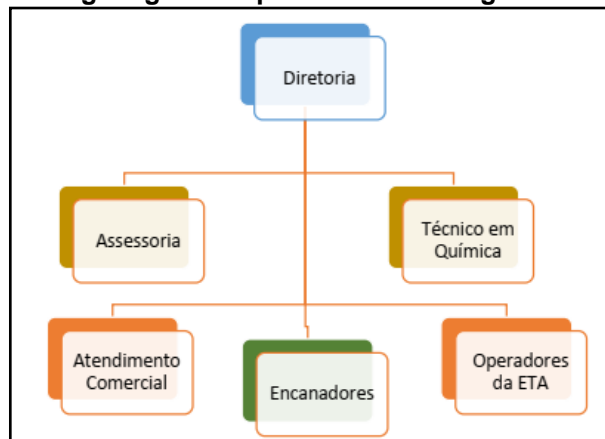 Diretoria
Assessoria
Técnico em
Química
Atendimento
Comercial
Encanadores
Operadores
da ETA